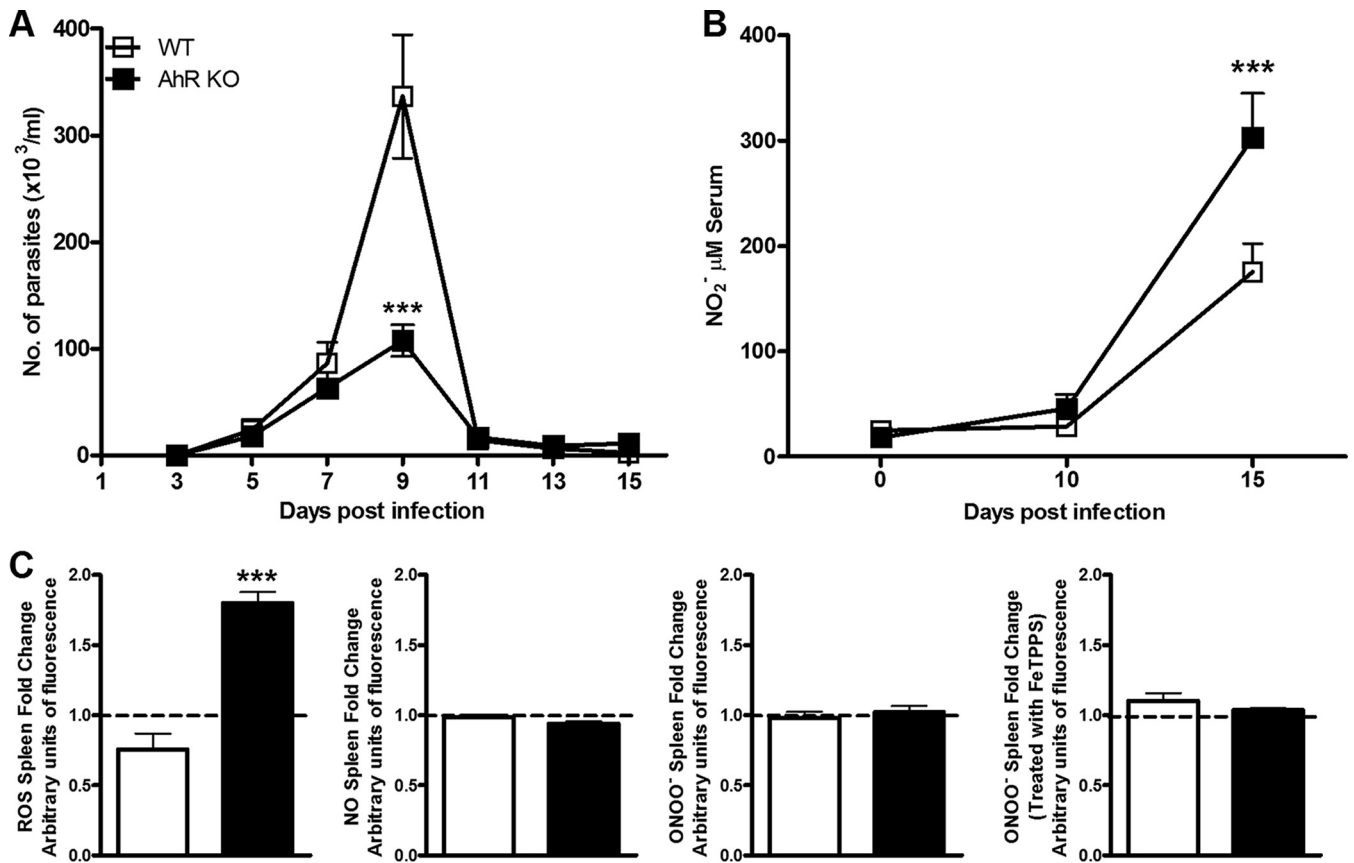 A
WT
AhR KO
No. of parasites (x10³/ml)
400
300
200
100
0
***
1 3 5 7 9 11 13 15
Days post infection
B
NO₂⁻ μM Serum
400
300
200
100
0
***
0 10 15
Days post infection
C
ROS Spleen Fold Change
Arbitrary units of fluorescence
2.0
1.5
1.0
0.5
0.0
***
NO Spleen Fold Change
Arbitrary units of fluorescence
2.0
1.5
1.0
0.5
0.0
ONOO⁻ Spleen Fold Change
Arbitrary units of fluorescence
2.0
1.5
1.0
0.5
0.0
ONOO⁻ Spleen Fold Change
(Treated with FeTPPS)
Arbitrary units of fluorescence
2.0
1.5
1.0
0.5
0.0